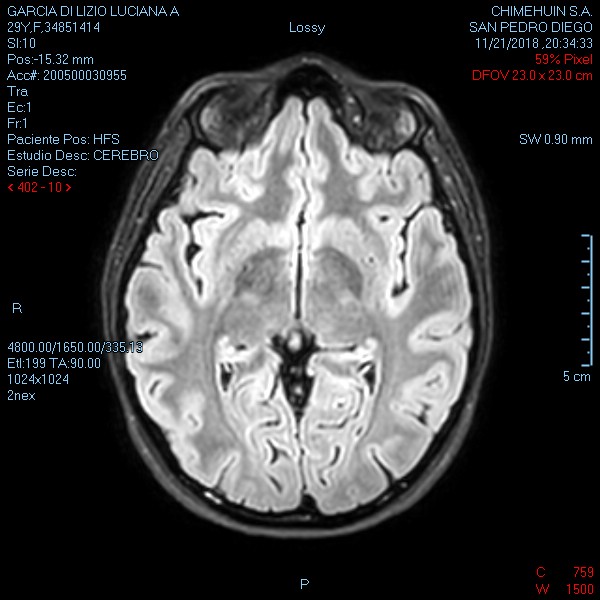 GARCIA DI LIZIO LUCIANA A
29Y,F,34851414
Sl:10
Pos:-15.32 mm
Acc#: 200500030955
Tra
Ec:1
Fr:1
Paciente Pos: HFS
Estudio Desc: CEREBRO
Serie Desc:
< 402 - 10 >
Lossy
CHIMEHUIN S.A.
SAN PEDRO DIEGO
11/21/2018 ,20:34:33
59% Pixel
DFOV 23.0 x 23.0 cm
SW 0.90 mm
R
4800.00/1650.00/335.13
Etl:199 TA:90.00
1024x1024
2nex
5 cm
P
C 759
W 1500